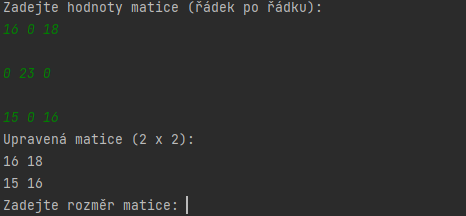 Zadejte hodnoty matice (řádek po řádku):
16 0 18
0 23 0
15 0 16
Upravená matice (2 x 2):
16 18
15 16
Zadejte rozměr matice: